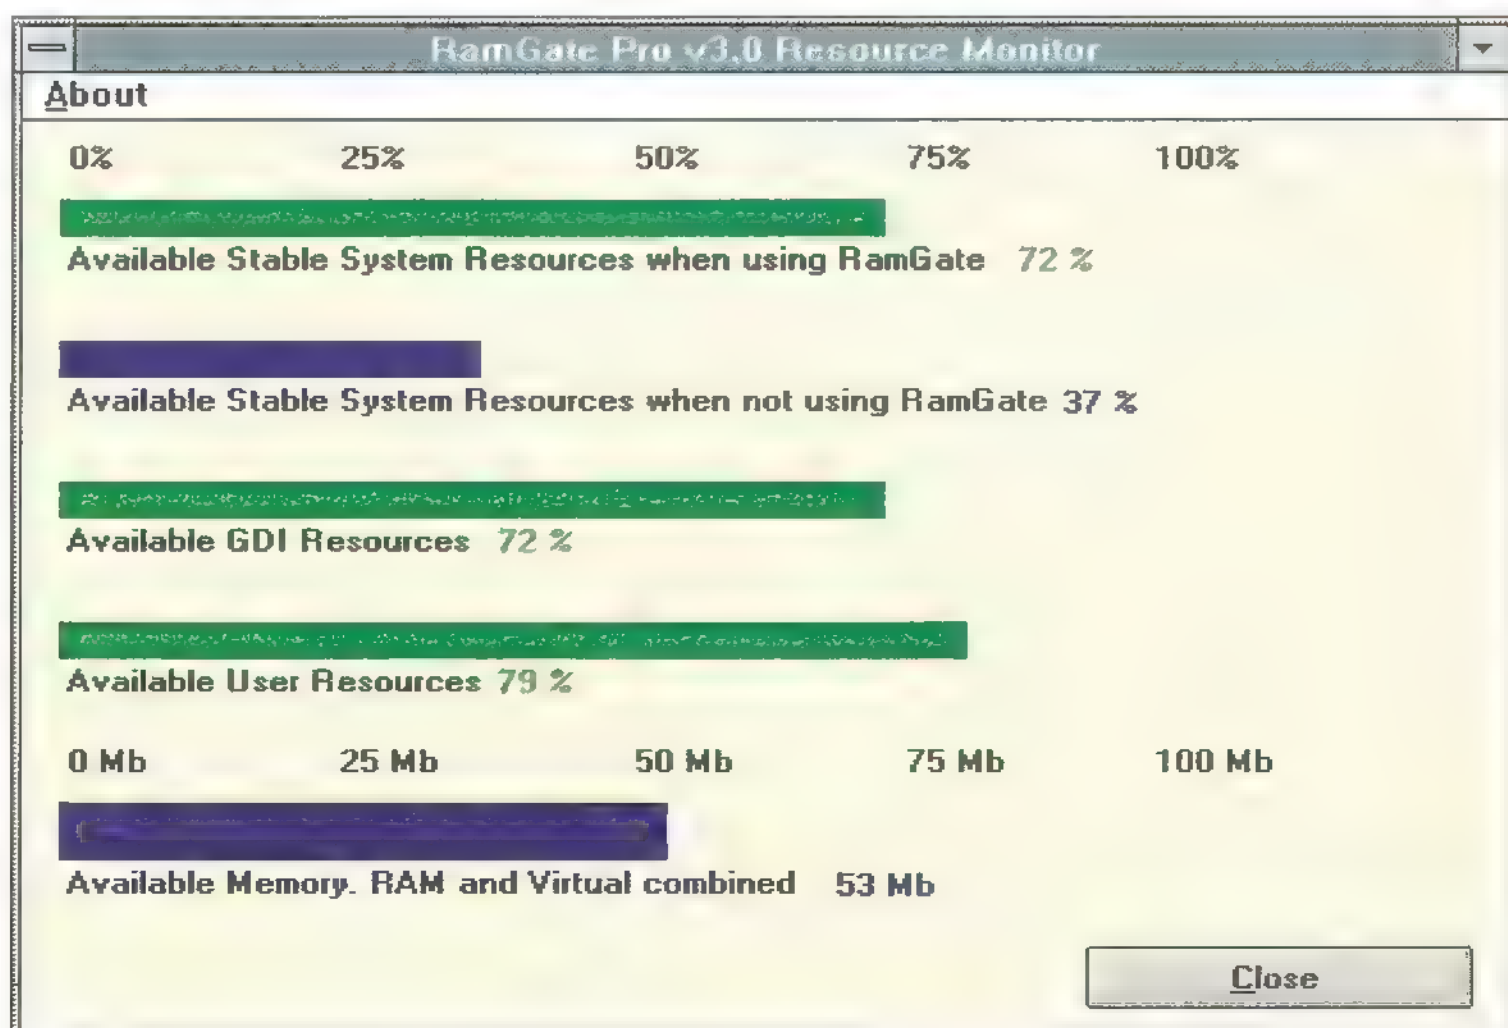 RamGate Pro v3.0 Resource Monitor
About
0% 25% 50% 75% 100%
Available Stable System Resources when using RamGate 72 %
Available Stable System Resources when not using RamGate 37 %
Available GDI Resources 72 %
Available User Resources 79 %
0 Mb 25 Mb 50 Mb 75 Mb 100 Mb
Available Memory. RAM and Virtual combined 53 Mb
Close